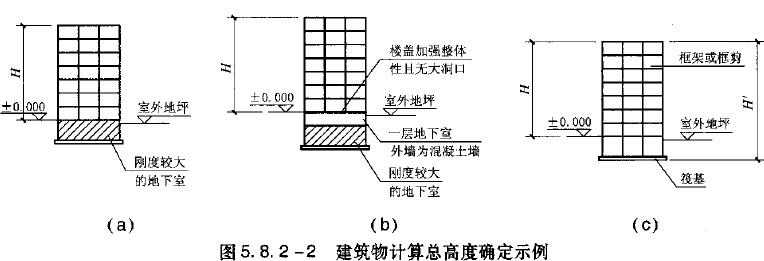 H
±0.000
室外地坪
刚度较大
的地下室
(a)
H
±0.000
楼盖加强整体
性且无大洞口
室外地坪
一层地下室
外墙为混凝土墙
刚度较大
的地下室
(b)
H
±0.000
框架或框剪
H'
室外地坪
筏基
(c)
图5.8.2-2 建筑物计算总高度确定示例